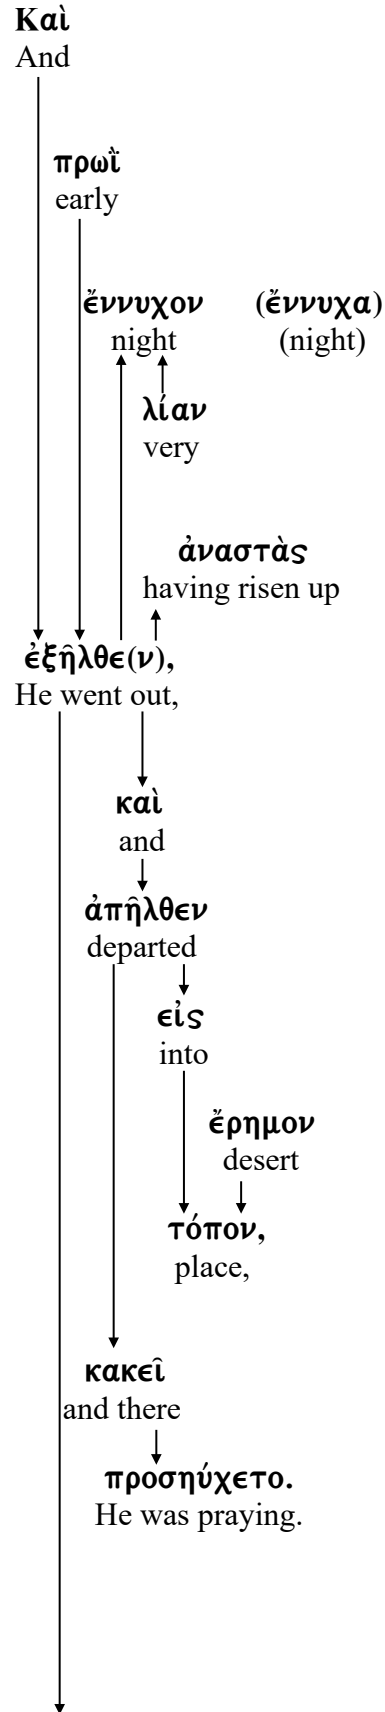 Καὶ
And
πρωῒ
early
ἔννυχον (ἔννυχα)
night (night)
λίαν
very
ἀναστὰς
having risen up
ἐξῆλθε(ν),
He went out,
καὶ
and
ἀπῆλθεν
departed
εἰς
into
ἔρημον
desert
τόπον,
place,
κακεῖ
and there
προσηύχετο.
He was praying.